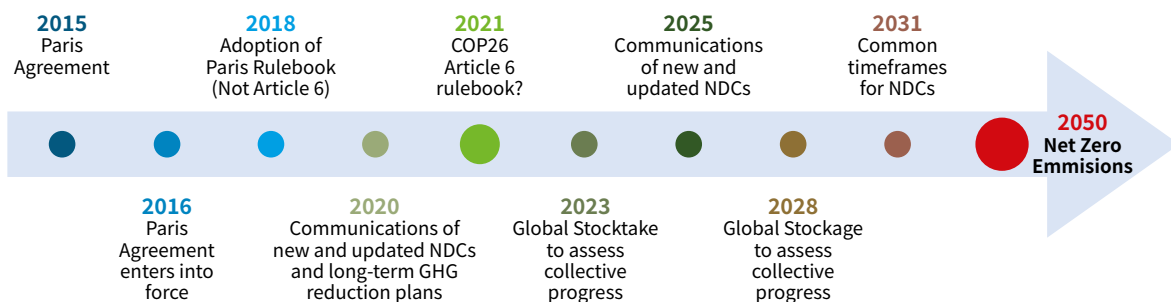 2015
Paris
Agreement
2018
Adoption of
Paris Rulebook
(Not Article 6)
2021
COP26
Article 6
rulebook?
2025
Communications
of new and
updated NDCs
2031
Common
timeframes
for NDCs
2050
Net Zero
Emmisions
2016
Paris
Agreement
enters into
force
2020
Communications of
new and updated NDCs
and long-term GHG
reduction plans
2023
Global Stocktake
to assess
collective
progress
2028
Global Stockage
to assess
collective
progress